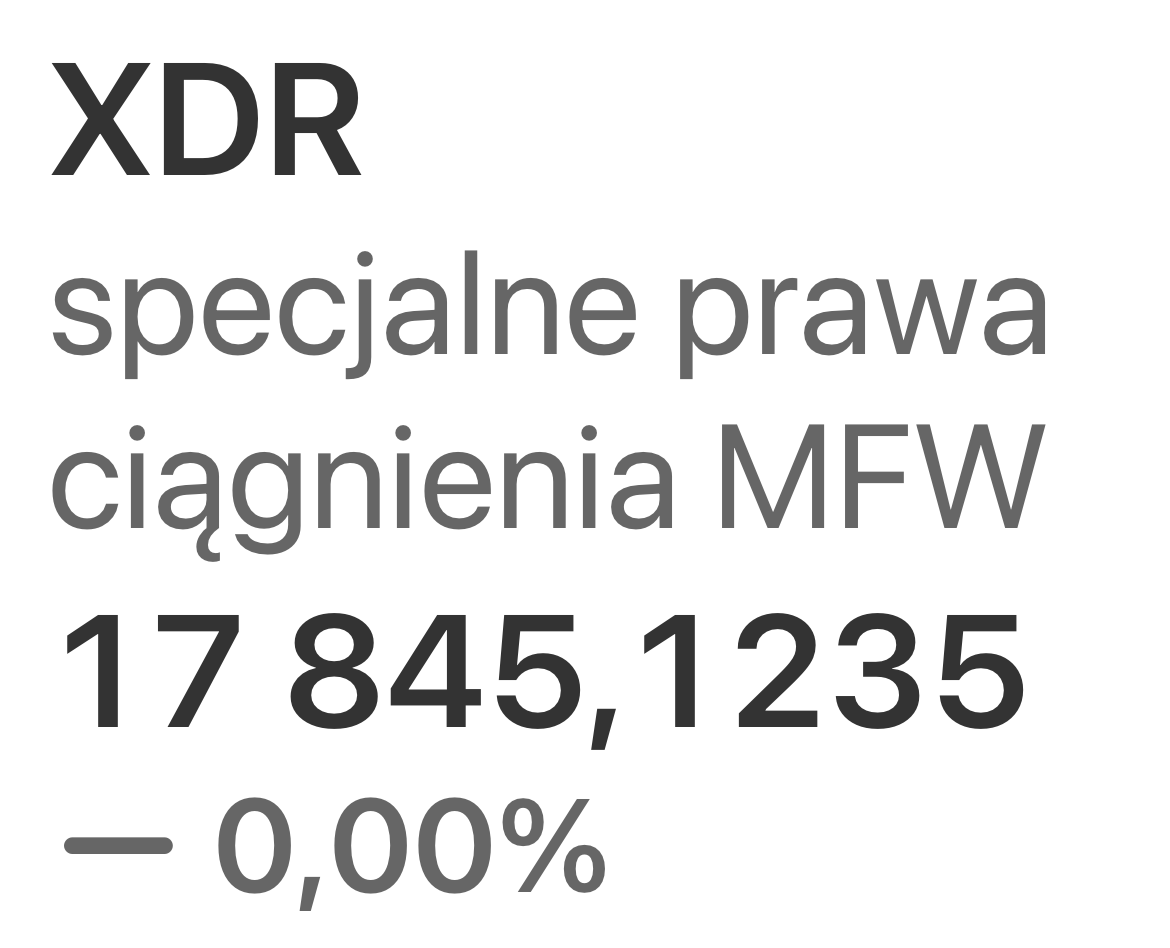 XDR
specjalne prawa
ciągnienia MFW
17 845,1235
— 0,00%